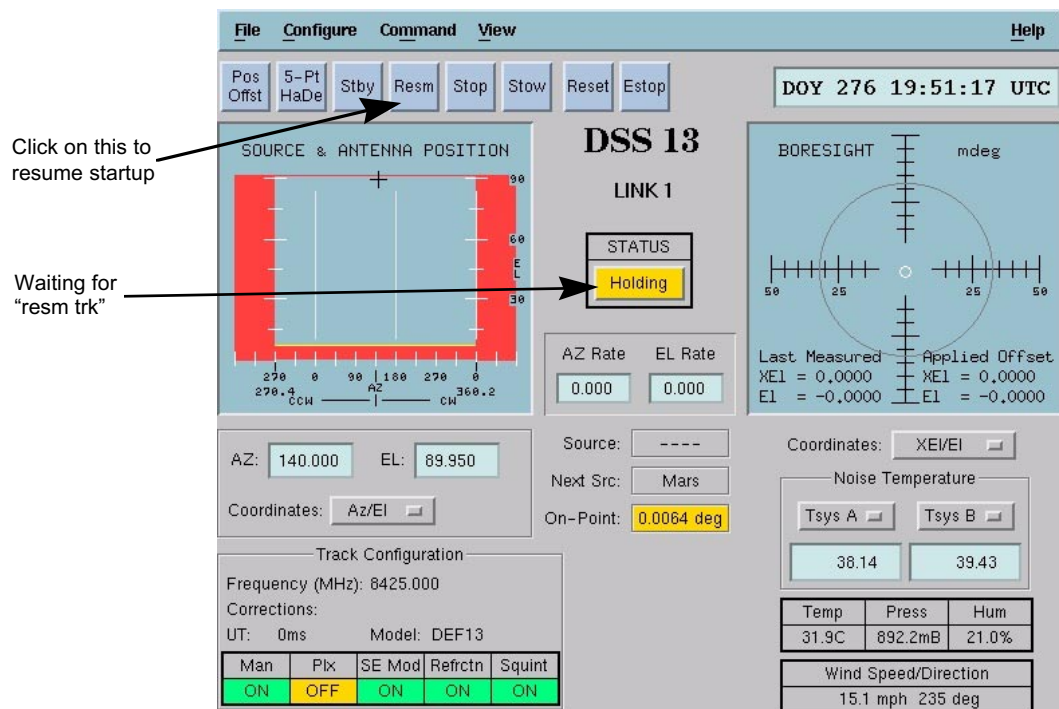 File Configure Command View Help
Pos Offst
5-Pt HaDe
Stby
Resm
Stop
Stow
Reset
Estop
DOY 276 19:51:17 UTC
Click on this to
resume startup
Waiting for
“resm trk”
SOURCE & ANTENNA POSITION
90
60
EL
30
270 0 90 180 270 0
270.4 AZ 360.2
CCW CW
DSS 13
LINK 1
STATUS
Holding
AZ Rate EL Rate
0.000 0.000
BORESIGHT mdeg
50 25 25 50
Last Measured
XEl = 0.0000
El = -0.0000
Applied Offset
XEl = 0.0000
El = -0.0000
AZ: 140.000 EL: 89.950
Coordinates: Az/El
Source: ----
Next Src: Mars
On-Point: 0.0064 deg
Coordinates: XEl/El
Noise Temperature
Tsys A Tsys B
38.14 39.43
Track Configuration
Frequency (MHz): 8425.000
Corrections:
UT: 0ms Model: DEF13
Man Plx SE Mod Refrctn Squint
ON OFF ON ON ON
Temp Press Hum
31.9C 892.2mB 21.0%
Wind Speed/Direction
15.1 mph 235 deg